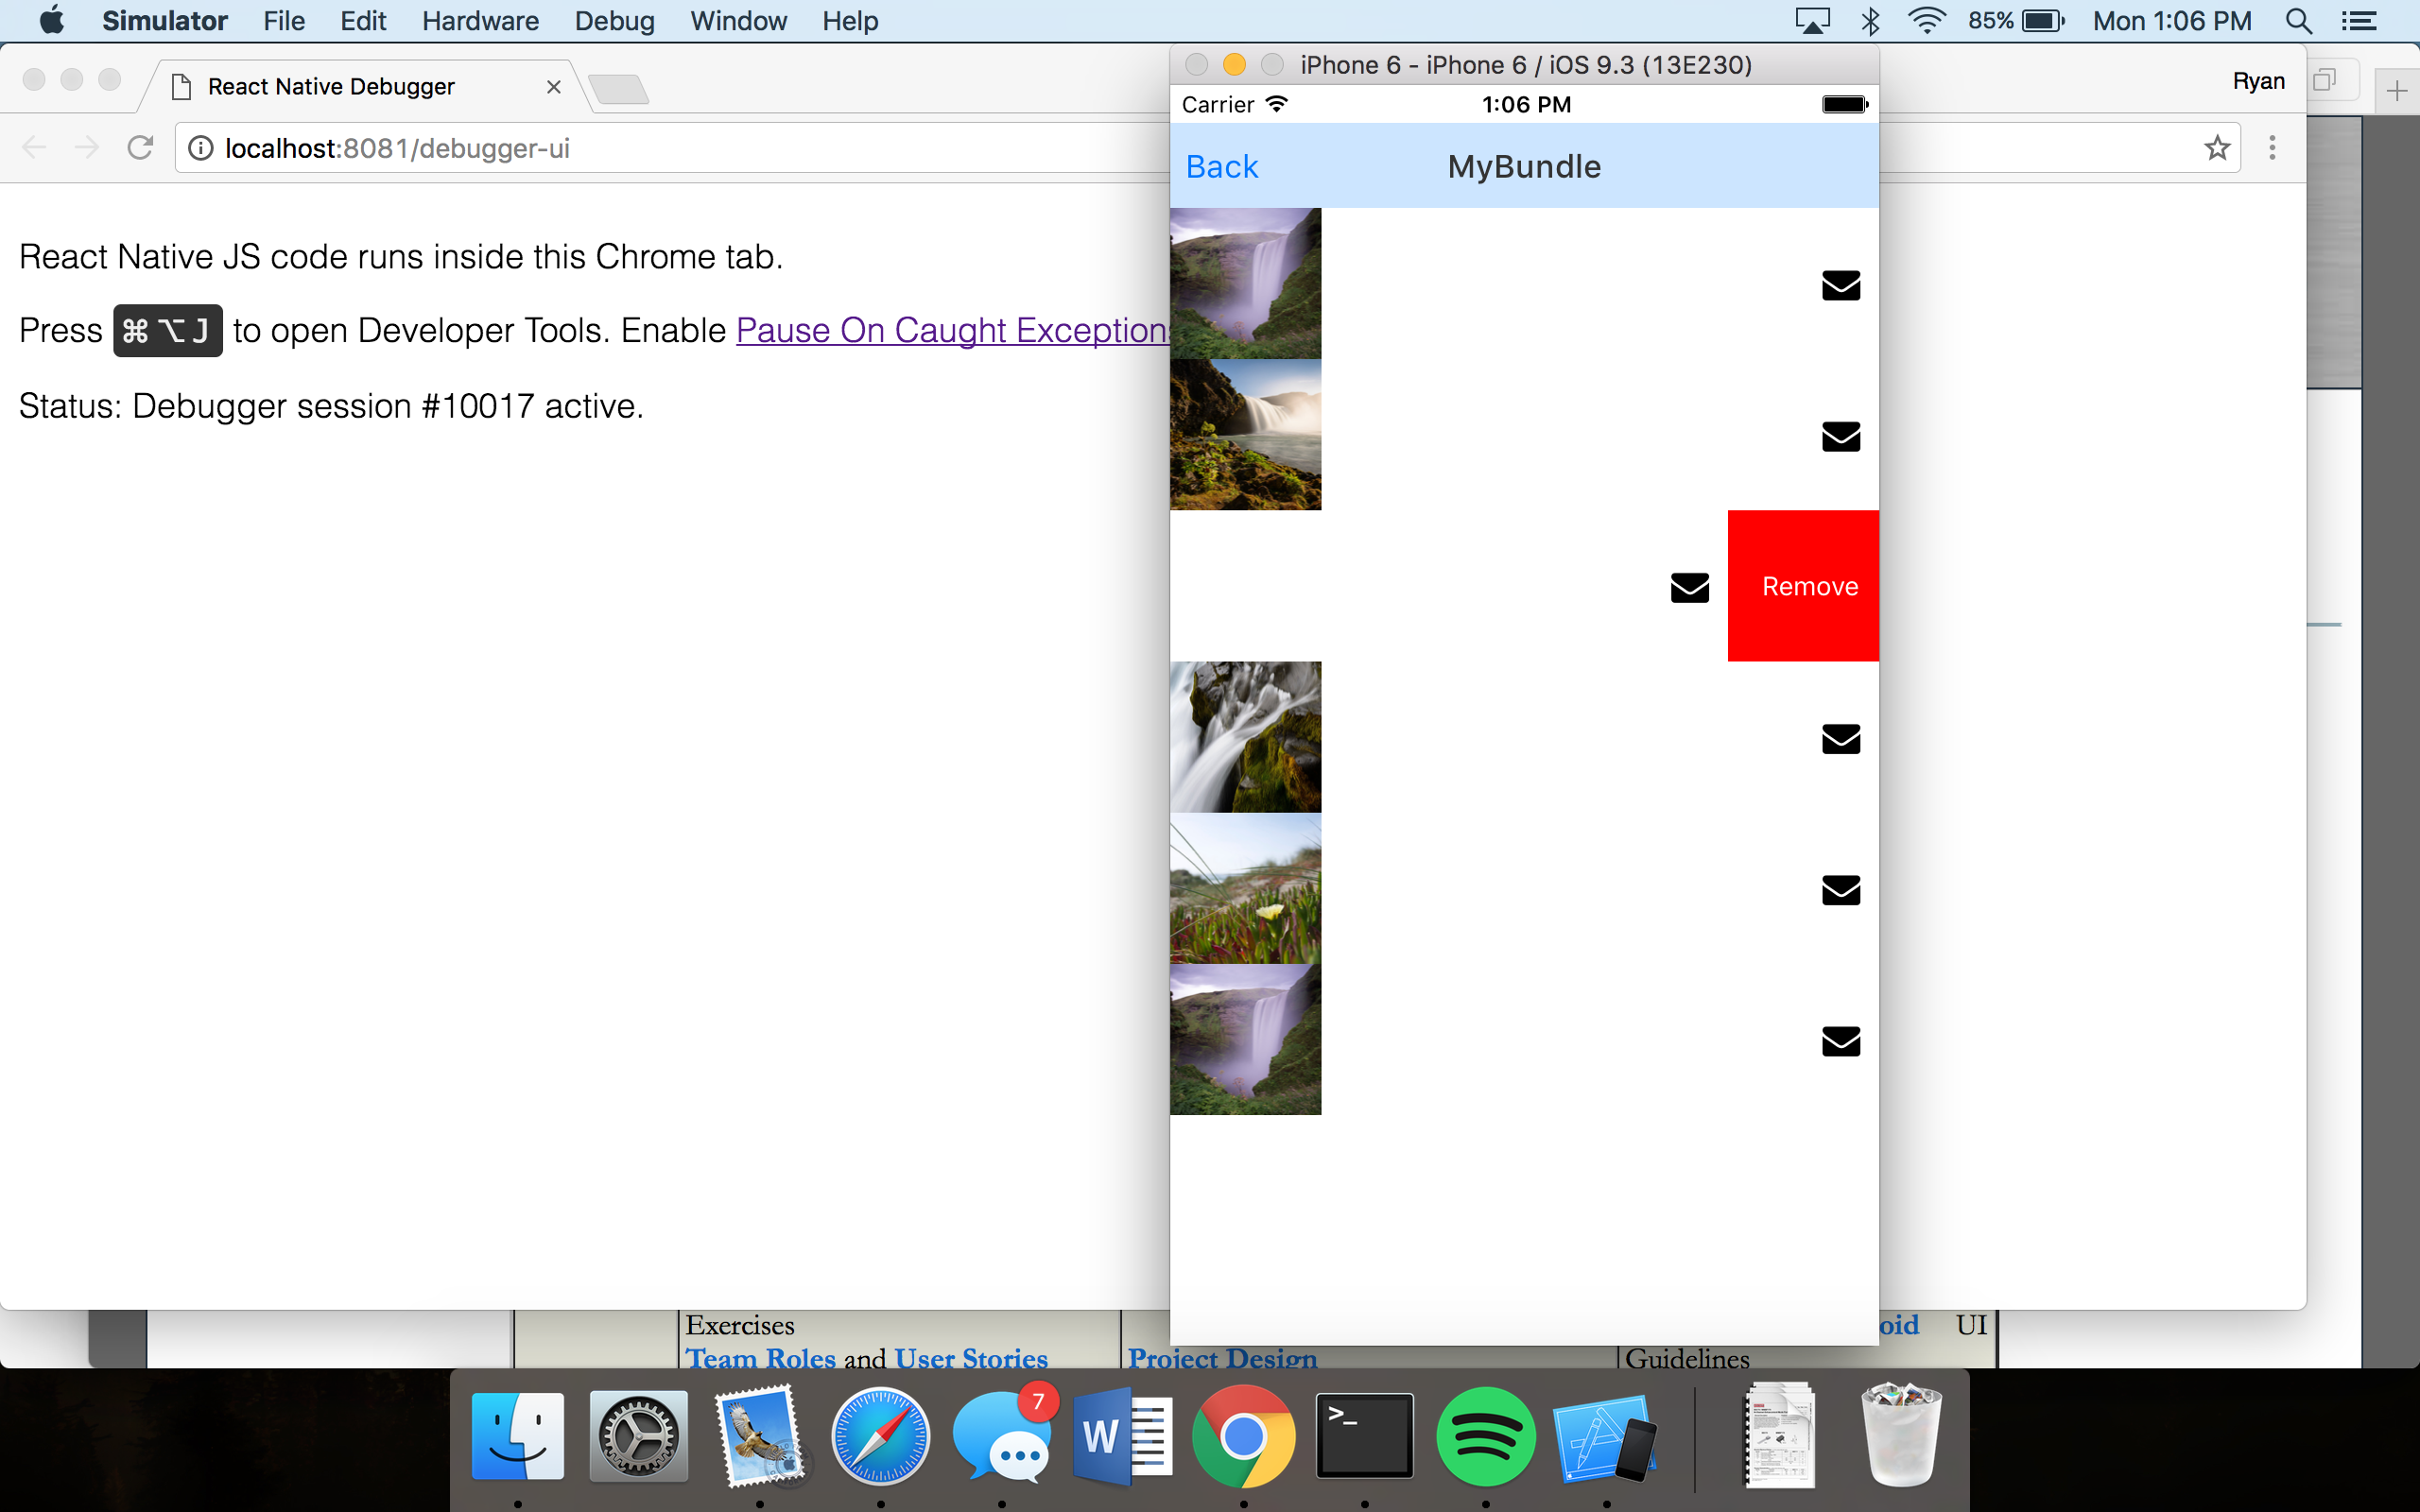 Simulator File Edit Hardware Debug Window Help 85% Mon 1:06 PM
React Native Debugger
iPhone 6 - iPhone 6 / iOS 9.3 (13E230)
Ryan
localhost:8081/debugger-ui
Carrier 1:06 PM
Back MyBundle
React Native JS code runs inside this Chrome tab.
Press ⌘⌥J to open Developer Tools. Enable Pause On Caught Exceptions
Status: Debugger session #10017 active.
Remove
Exercises
oid UI
Team Roles and User Stories
Project Design
Guidelines
7
W
>_